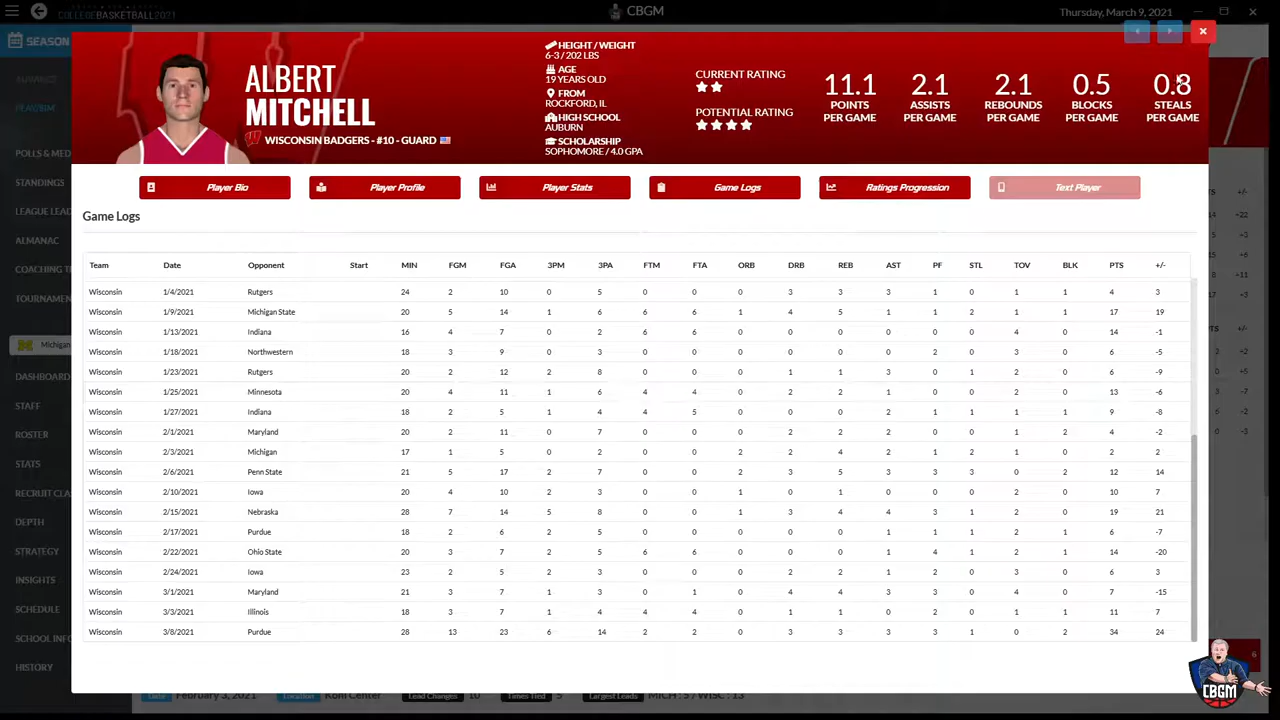 COLLEGEBASKETBALL2021
CBGM
Thursday, March 9, 2021
SEASON
ALBERT
MITCHELL
WISCONSIN BADGERS - #10 - GUARD
HEIGHT / WEIGHT
6-3 / 202 LBS
AGE
19 YEARS OLD
FROM
ROCKFORD, IL
HIGH SCHOOL
AUBURN
SCHOLARSHIP
SOPHOMORE / 4.0 GPA
CURRENT RATING
POTENTIAL RATING
11.1 2.1 2.1 0.5 0.8
POINTS ASSISTS REBOUNDS BLOCKS STEALS
PER GAME PER GAME PER GAME PER GAME PER GAME
Player Bio Player Profile Player Stats Game Logs Ratings Progression Text Player
Game Logs
Team Date Opponent Start MIN FGM FGA 3PM 3PA FTM FTA ORB DRB REB AST PF STL TOV BLK PTS +/-
Wisconsin 1/4/2021 Rutgers 24 2 10 0 5 0 0 0 3 3 3 1 0 1 1 4 3
Wisconsin 1/9/2021 Michigan State 20 5 14 1 6 6 6 1 4 5 1 1 2 1 1 17 19
Wisconsin 1/13/2021 Indiana 16 4 7 0 2 6 6 0 0 0 0 0 0 4 0 14 -1
Wisconsin 1/18/2021 Northwestern 18 3 9 0 3 0 0 0 0 0 0 2 0 3 0 6 -5
Wisconsin 1/23/2021 Rutgers 20 2 12 2 8 0 0 0 1 1 3 0 1 2 0 6 -9
Wisconsin 1/25/2021 Minnesota 20 4 11 1 6 4 4 0 2 2 1 0 0 2 0 13 -6
Wisconsin 1/27/2021 Indiana 18 2 5 1 4 4 5 0 0 0 2 1 1 1 1 9 -8
Wisconsin 2/1/2021 Maryland 20 2 11 0 7 0 0 0 2 2 2 0 0 1 2 4 -2
Wisconsin 2/3/2021 Michigan 17 1 5 0 2 0 0 2 2 4 2 1 2 1 0 2 2
Wisconsin 2/6/2021 Penn State 21 5 17 2 7 0 0 2 3 5 3 3 3 0 2 12 14
Wisconsin 2/10/2021 Iowa 20 4 10 2 3 0 0 1 0 1 0 0 0 2 0 10 7
Wisconsin 2/15/2021 Nebraska 28 7 14 5 8 0 0 1 3 4 4 3 1 2 0 19 21
Wisconsin 2/17/2021 Purdue 18 2 6 2 5 0 0 0 0 0 1 1 1 2 1 6 -7
Wisconsin 2/22/2021 Ohio State 20 3 7 2 5 6 6 0 0 0 1 4 1 2 1 14 -20
Wisconsin 2/24/2021 Iowa 23 2 5 2 3 0 0 0 2 2 1 2 0 3 0 6 3
Wisconsin 3/1/2021 Maryland 21 3 7 1 3 0 1 0 4 4 3 3 0 4 0 7 -15
Wisconsin 3/3/2021 Illinois 18 3 7 1 4 4 4 0 1 1 0 2 0 1 1 11 7
Wisconsin 3/8/2021 Purdue 28 13 23 6 14 2 2 0 3 3 3 3 1 0 2 34 24
POLLS & MED
STANDINGS
LEAGUE LEAD
ALMANAC
COACHING T
TOURNAMEN
Michigan
DASHBOARD
STAFF
ROSTER
STATS
RECRUIT CLA
DEPTH
STRATEGY
INSIGHTS
SCHEDULE
SCHOOL INFO
HISTORY
Date February 3, 2021 Location Kohl Center Lead Changes 10 Times Tied 5 Largest Leads MICH : 5 / WISC : 13
CBGM